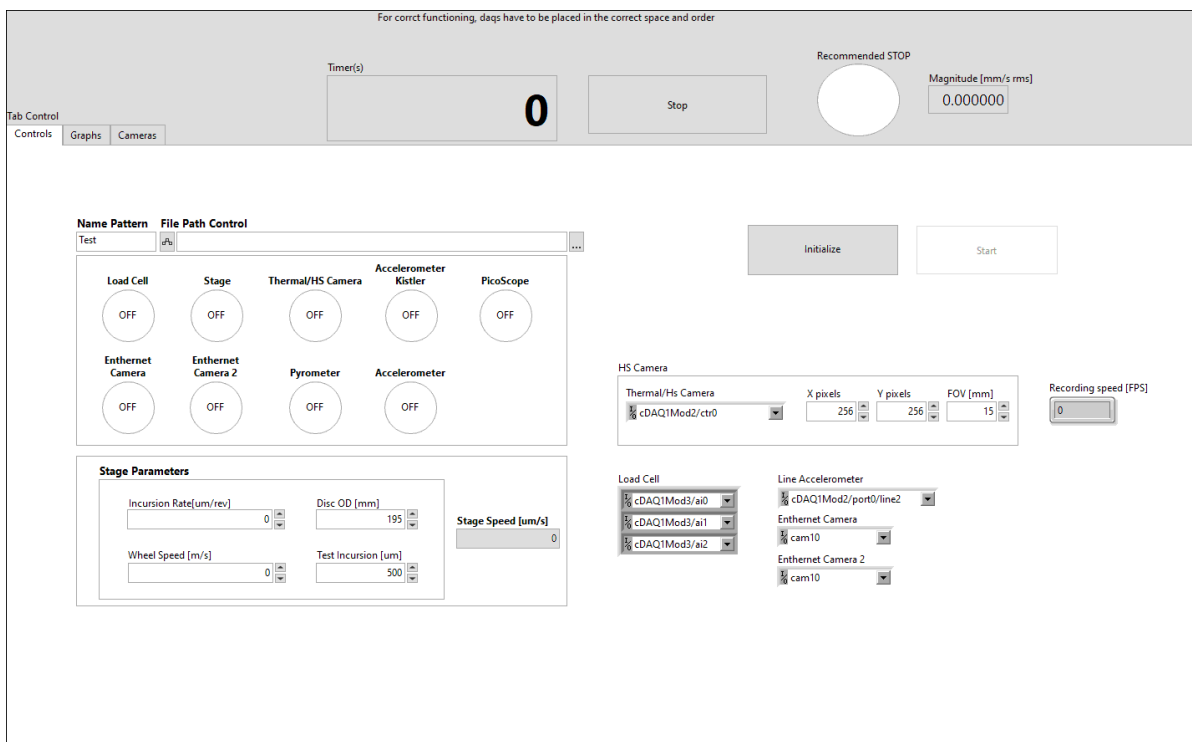 For corrct functioning, daqs have to be placed in the correct space and order
Recommended STOP
Timer(s)
Magnitude [mm/s rms]
0
Stop
0.000000
Tab Control
Controls Graphs Cameras
Name Pattern File Path Control
Test
...
Initialize
Start
Load Cell Stage Thermal/HS Camera Accelerometer Kistler PicoScope
OFF OFF OFF OFF OFF
Enthernet Camera Enthernet Camera 2 Pyrometer Accelerometer
OFF OFF OFF OFF
HS Camera
Thermal/Hs Camera X pixels Y pixels FOV [mm]
I/O cDAQ1Mod2/ctr0 256 256 15
Recording speed [FPS]
0
Stage Parameters
Incursion Rate[um/rev] Disc OD [mm]
0 195
Stage Speed [um/s]
0
Wheel Speed [m/s] Test Incursion [um]
0 500
Load Cell
I/O cDAQ1Mod3/ai0
I/O cDAQ1Mod3/ai1
I/O cDAQ1Mod3/ai2
Line Accelerometer
I/O cDAQ1Mod2/port0/line2
Enthernet Camera
I/O cam10
Enthernet Camera 2
I/O cam10